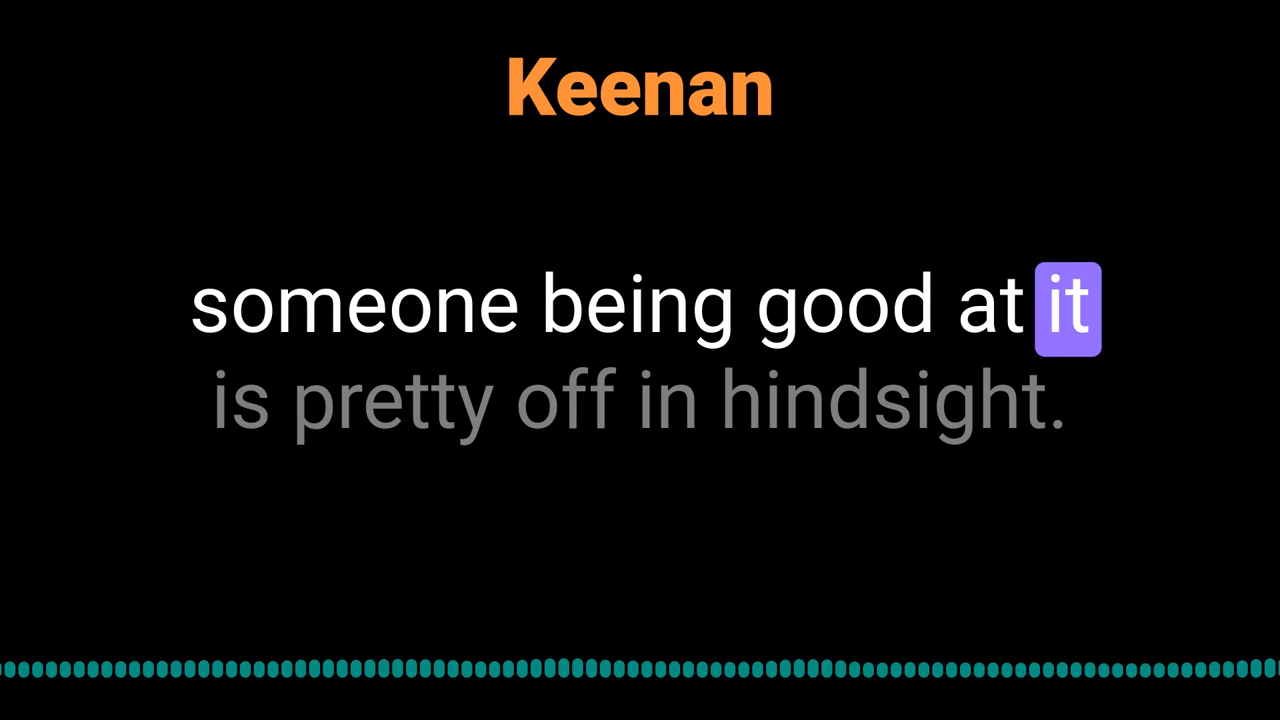 Keenan
someone being good at it
is pretty off in hindsight.